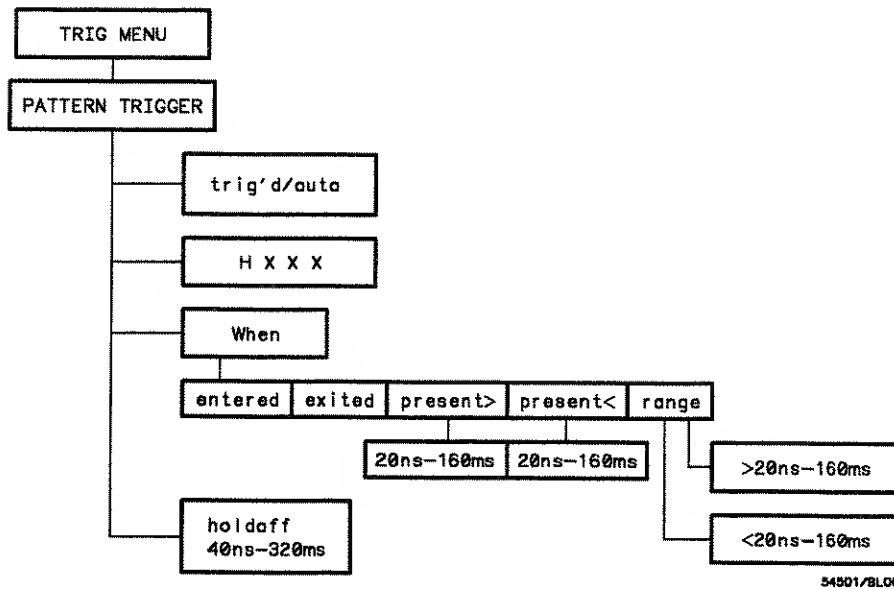 TRIG MENU
PATTERN TRIGGER
trig'd/auto
H X X X
When
entered exited present> present< range
20ns-160ms 20ns-160ms
>20ns-160ms
holdoff
40ns-320ms
<20ns-160ms